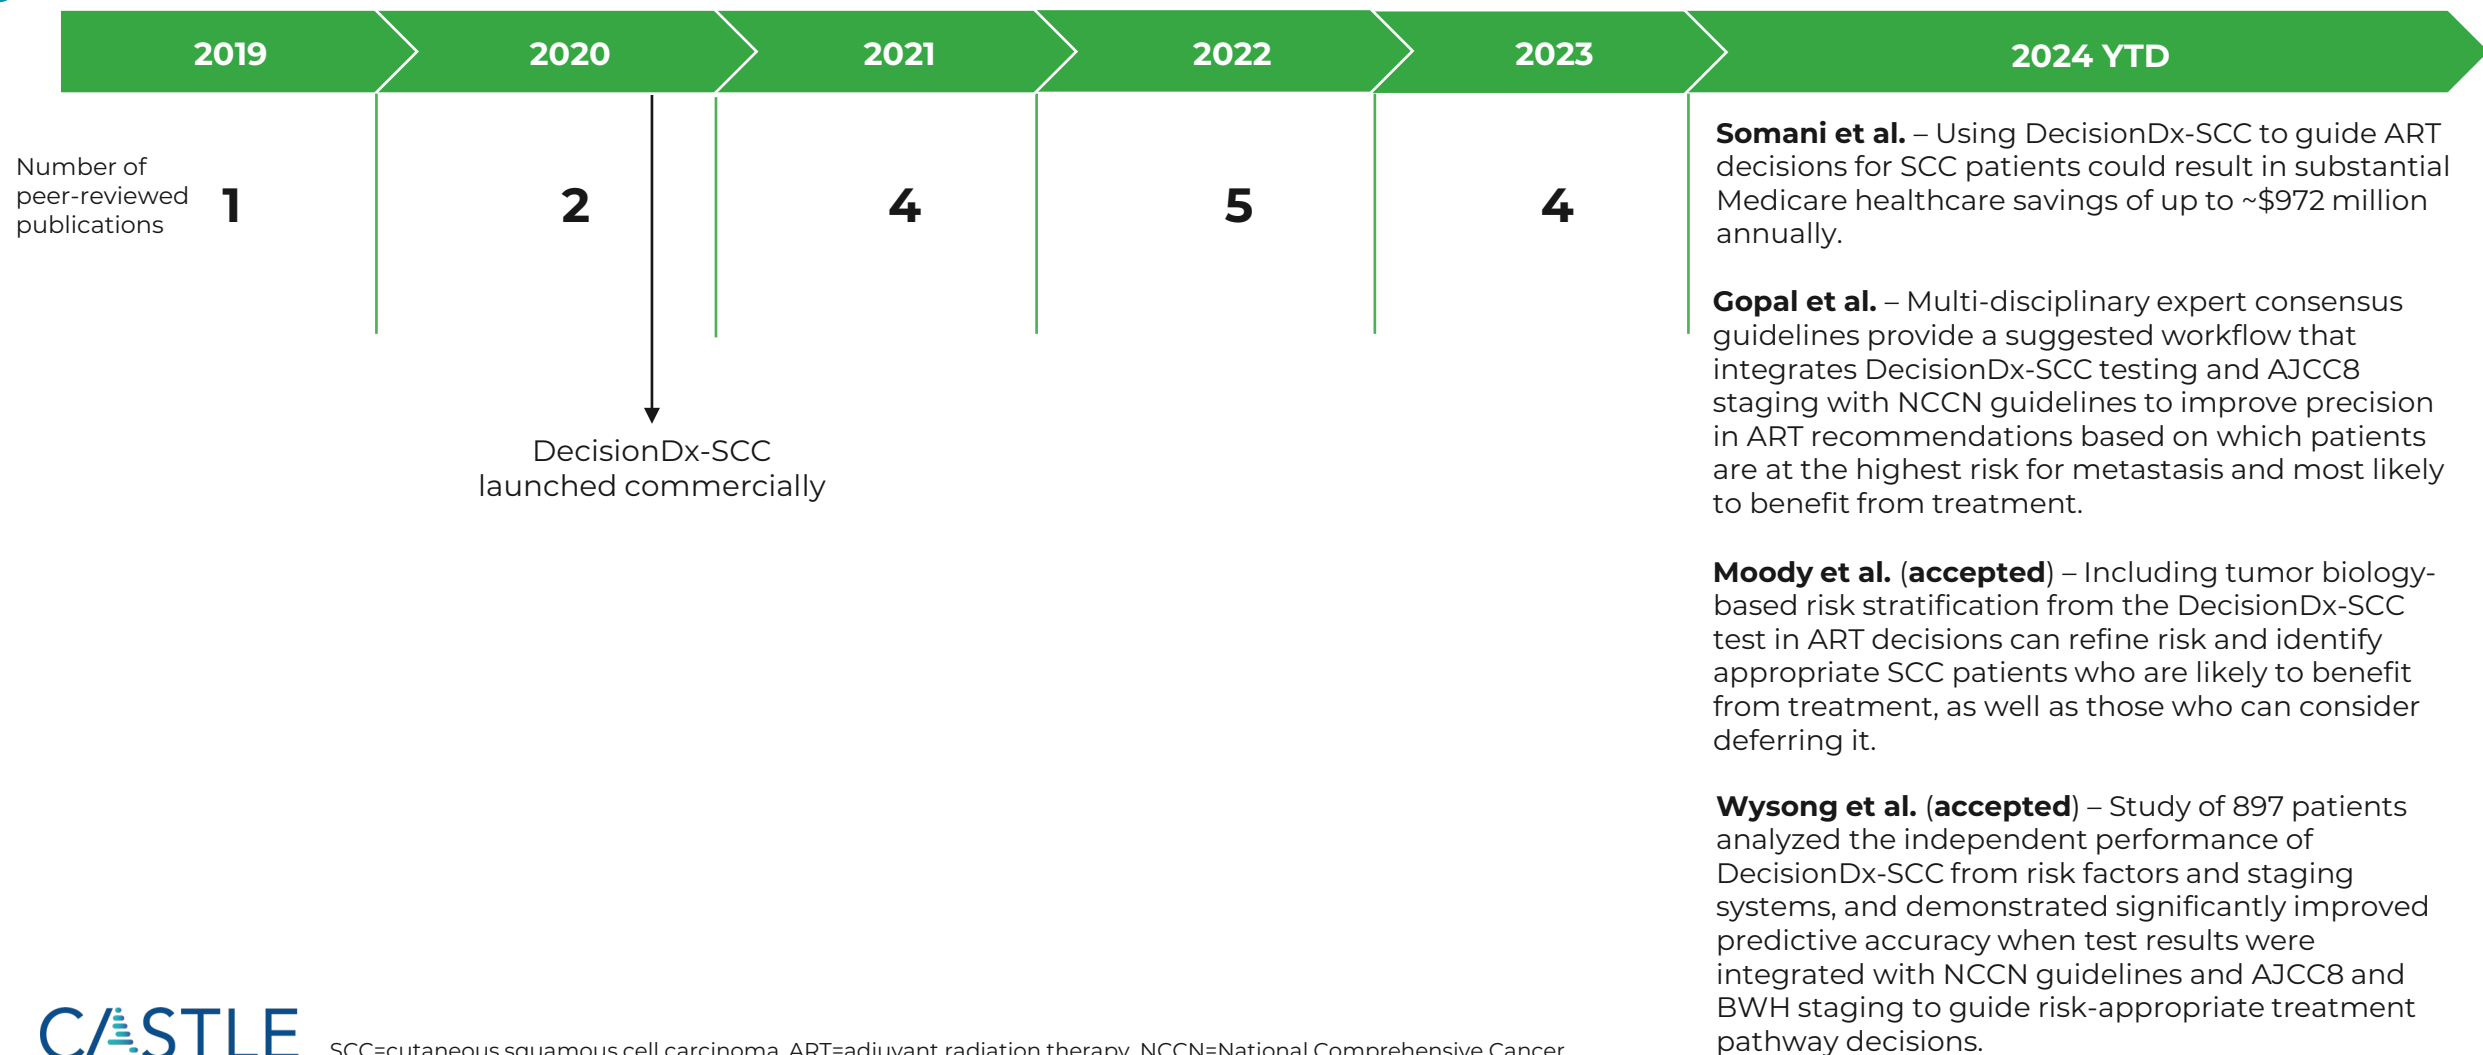 2019
2020
2021
2022
2023
2024 YTD
Number of
peer-reviewed
publications
1
2
4
5
4
DecisionDx-SCC
launched commercially
Somani et al. – Using DecisionDx-SCC to guide ART
decisions for SCC patients could result in substantial
Medicare healthcare savings of up to ~$972 million
annually.
Gopal et al. – Multi-disciplinary expert consensus
guidelines provide a suggested workflow that
integrates DecisionDx-SCC testing and AJCC8
staging with NCCN guidelines to improve precision
in ART recommendations based on which patients
are at the highest risk for metastasis and most likely
to benefit from treatment.
Moody et al. (accepted) – Including tumor biology-
based risk stratification from the DecisionDx-SCC
test in ART decisions can refine risk and identify
appropriate SCC patients who are likely to benefit
from treatment, as well as those who can consider
deferring it.
Wysong et al. (accepted) – Study of 897 patients
analyzed the independent performance of
DecisionDx-SCC from risk factors and staging
systems, and demonstrated significantly improved
predictive accuracy when test results were
integrated with NCCN guidelines and AJCC8 and
BWH staging to guide risk-appropriate treatment
pathway decisions.
CASTLE
SCC=cutaneous squamous cell carcinoma, ART=adjuvant radiation therapy, NCCN=National Comprehensive Cancer